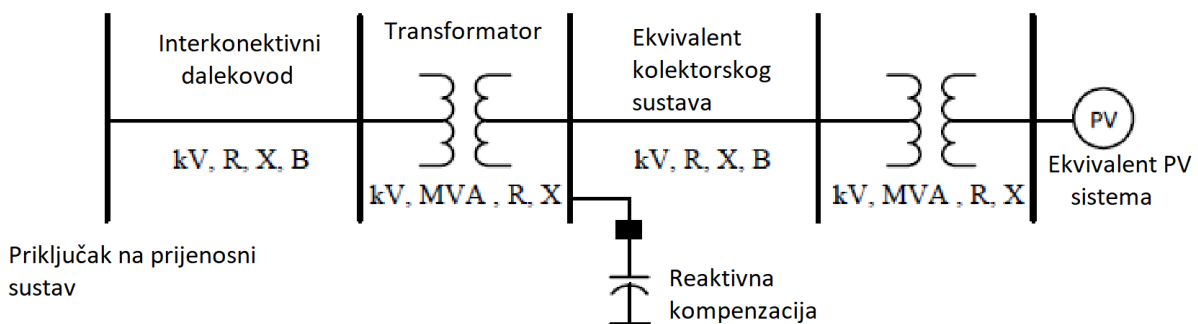 Interkonektivni
dalekovod
kV, R, X, B
Priključak na prijenosni
sustav
Transformator
kV, MVA , R, X
Ekvivalent
kolektorskog
sustava
kV, R, X, B
Reaktivna
kompenzacija
kV, MVA , R, X
PV
Ekvivalent PV
sistema